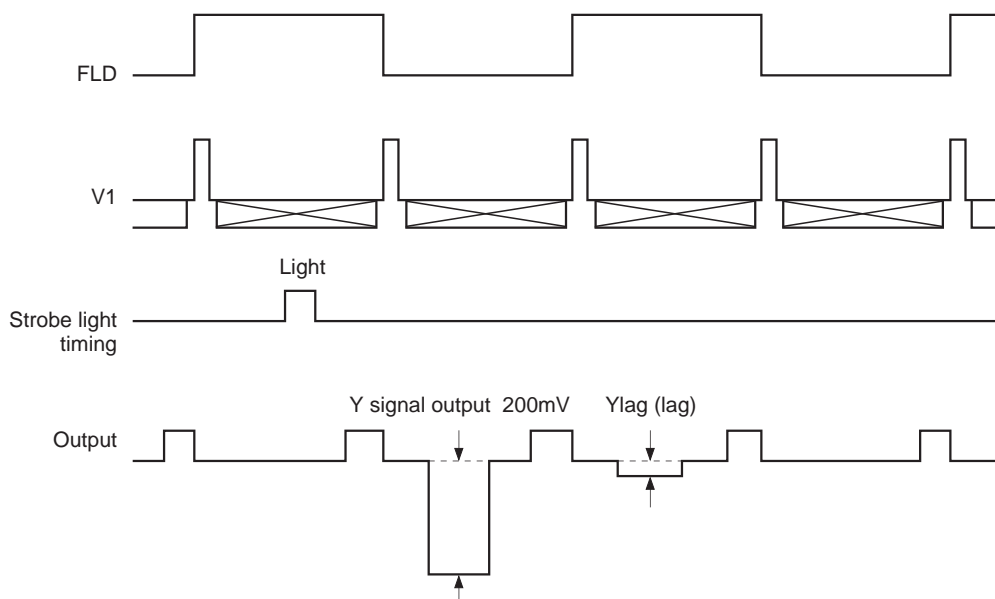 FLD
V1
Light
Strobe light
timing
Y signal output 200mV
Ylag (lag)
Output